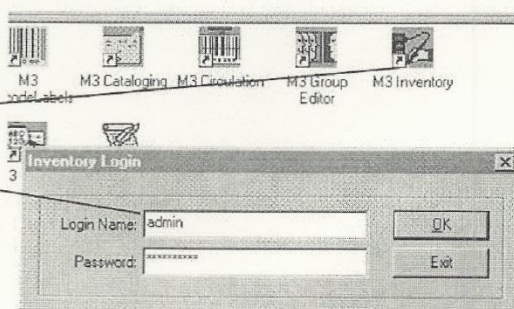 M3 M3 Cataloging M3 Circulation M3 Group M3 Inventory
odeLabels Editor
3
Inventory Login
Login Name: admin OK
Password: ********** Exit